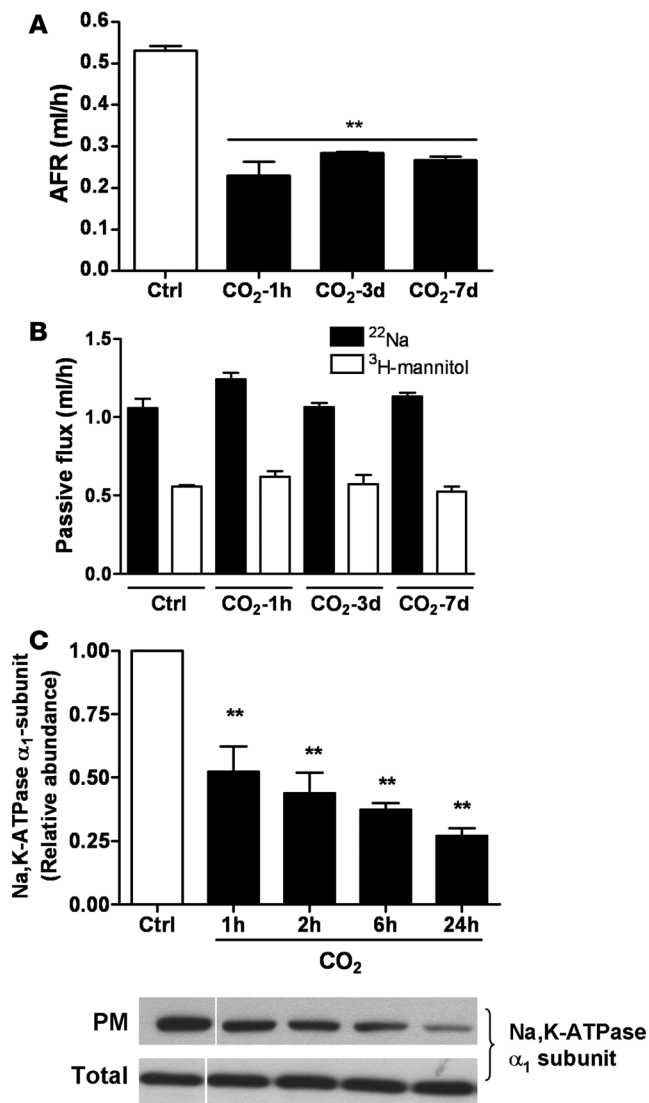 A
AFR (ml/h)
0.6
0.5
0.4
0.3
0.2
0.1
0.0
**
Ctrl
CO₂-1h
CO₂-3d
CO₂-7d
B
Passive flux (ml/h)
1.5
1.0
0.5
0.0
²²Na
³H-mannitol
Ctrl
CO₂-1h
CO₂-3d
CO₂-7d
C
Na,K-ATPase α₁-subunit
(Relative abundance)
1.00
0.75
0.50
0.25
0.00
**
**
**
**
Ctrl
1h
2h
6h
24h
CO₂
PM
Total
Na,K-ATPase
α₁ subunit